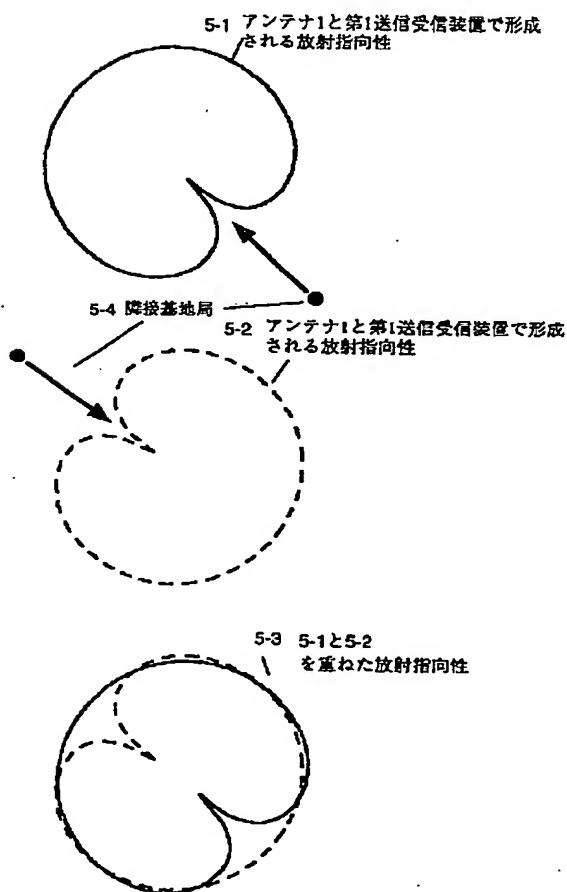 5-1 アンテナ1と第1送信受信装置で形成
される放射指向性
5-4 隣接基地局
5-2 アンテナ1と第1送信受信装置で形成
される放射指向性
5-3 5-1と5-2
を重ねた放射指向性